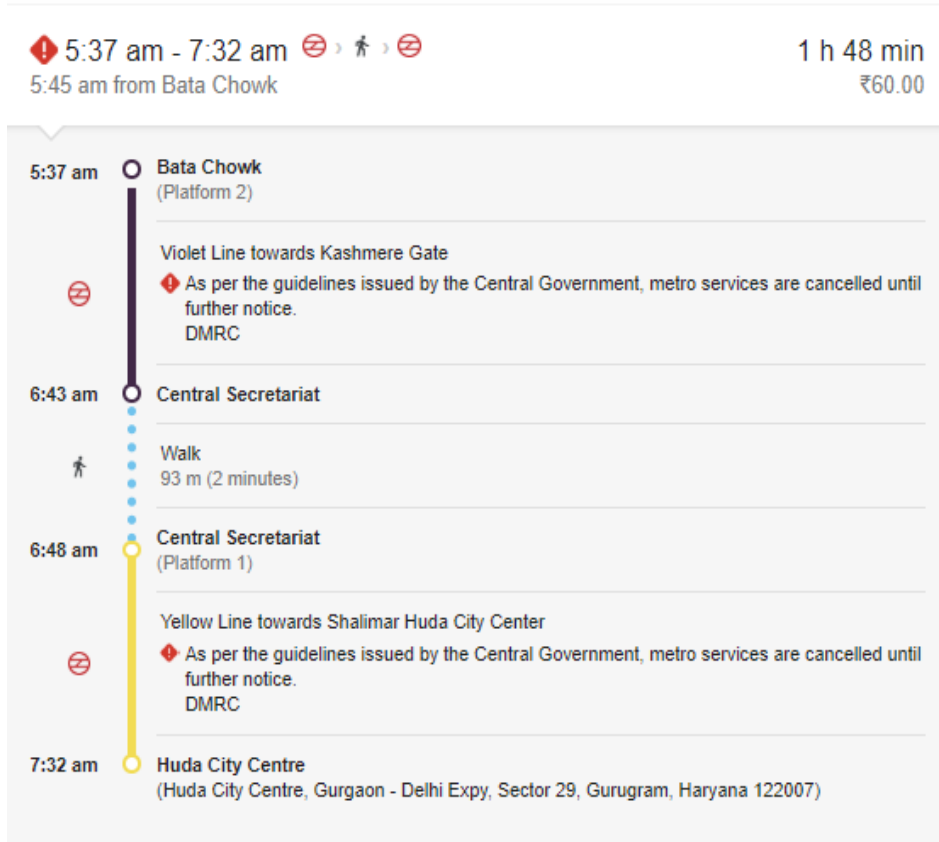 5:37 am - 7:32 am
1 h 48 min
5:45 am from Bata Chowk
₹60.00
5:37 am
Bata Chowk
(Platform 2)
Violet Line towards Kashmere Gate
As per the guidelines issued by the Central Government, metro services are cancelled until
further notice.
DMRC
6:43 am
Central Secretariat
Walk
93 m (2 minutes)
6:48 am
Central Secretariat
(Platform 1)
Yellow Line towards Shalimar Huda City Center
As per the guidelines issued by the Central Government, metro services are cancelled until
further notice.
DMRC
7:32 am
Huda City Centre
(Huda City Centre, Gurgaon - Delhi Expy, Sector 29, Gurugram, Haryana 122007)